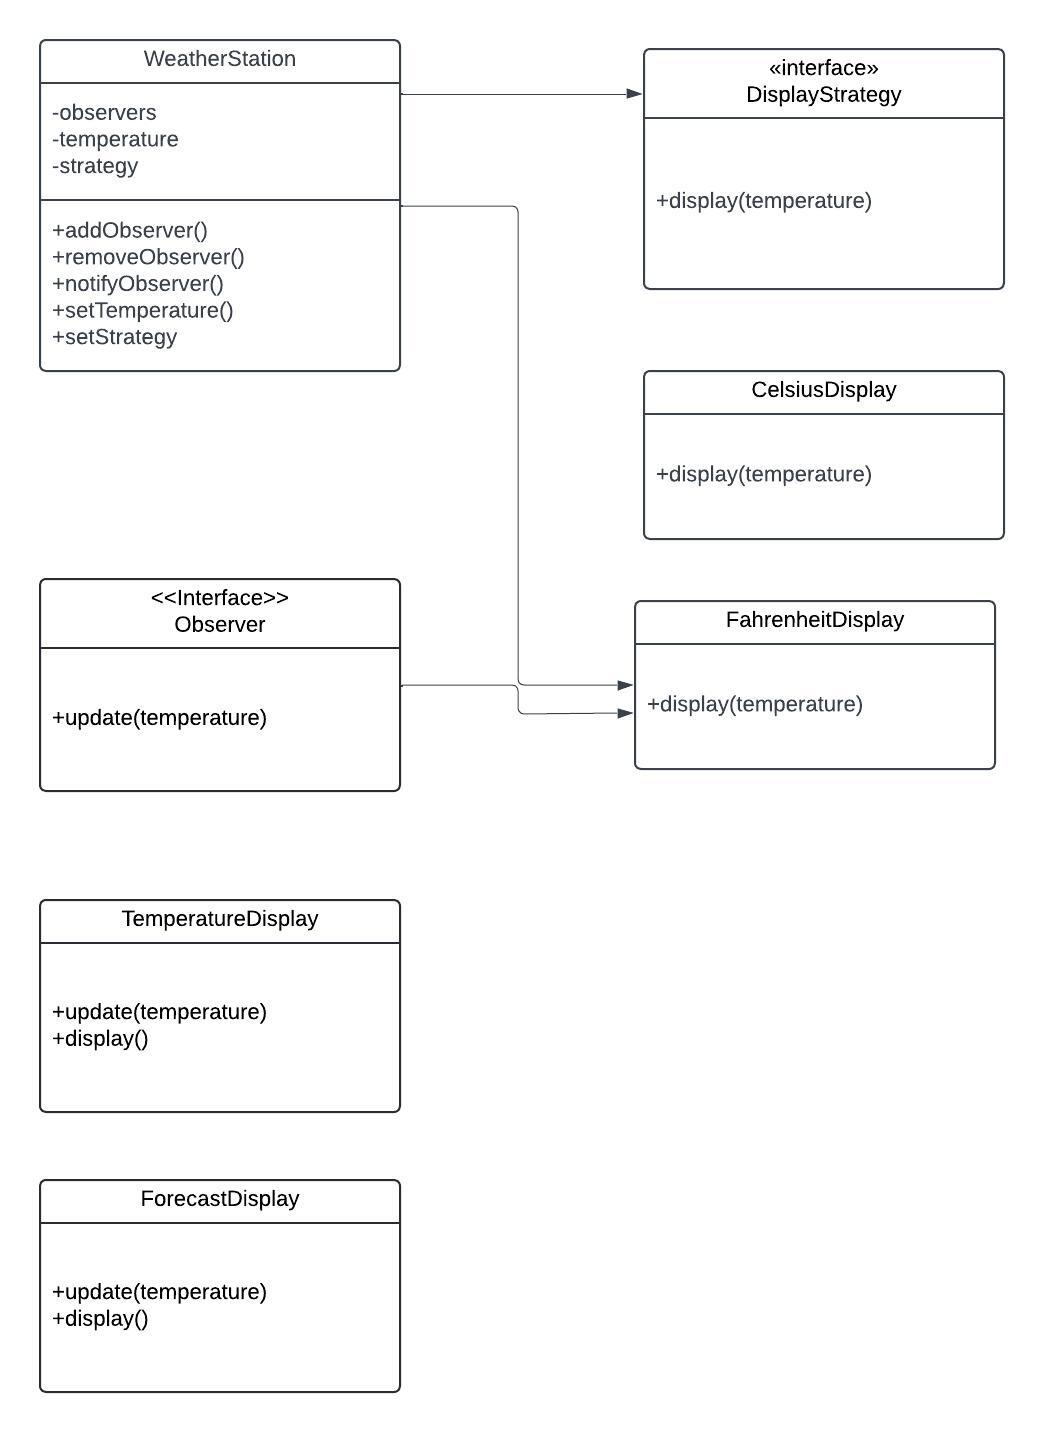 WeatherStation
-observers
-temperature
-strategy
+addObserver()
+removeObserver()
+notifyObserver()
+setTemperature()
+setStrategy
«interface»
DisplayStrategy
+display(temperature)
CelsiusDisplay
+display(temperature)
<<Interface>>
Observer
+update(temperature)
FahrenheitDisplay
+display(temperature)
TemperatureDisplay
+update(temperature)
+display()
ForecastDisplay
+update(temperature)
+display()